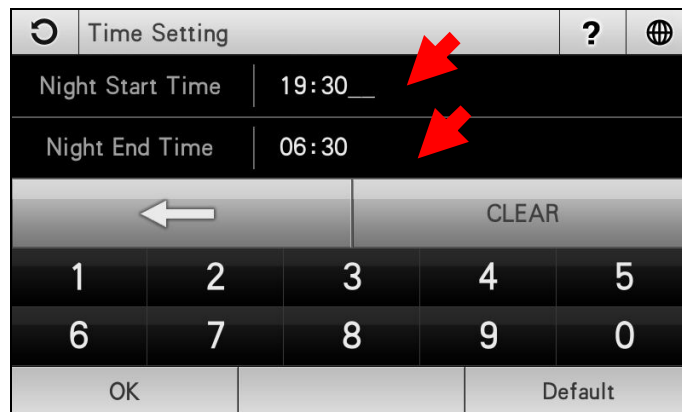 Time Setting ?
Night Start Time 19:30__
Night End Time 06:30
CLEAR
1 2 3 4 5
6 7 8 9 0
OK Default